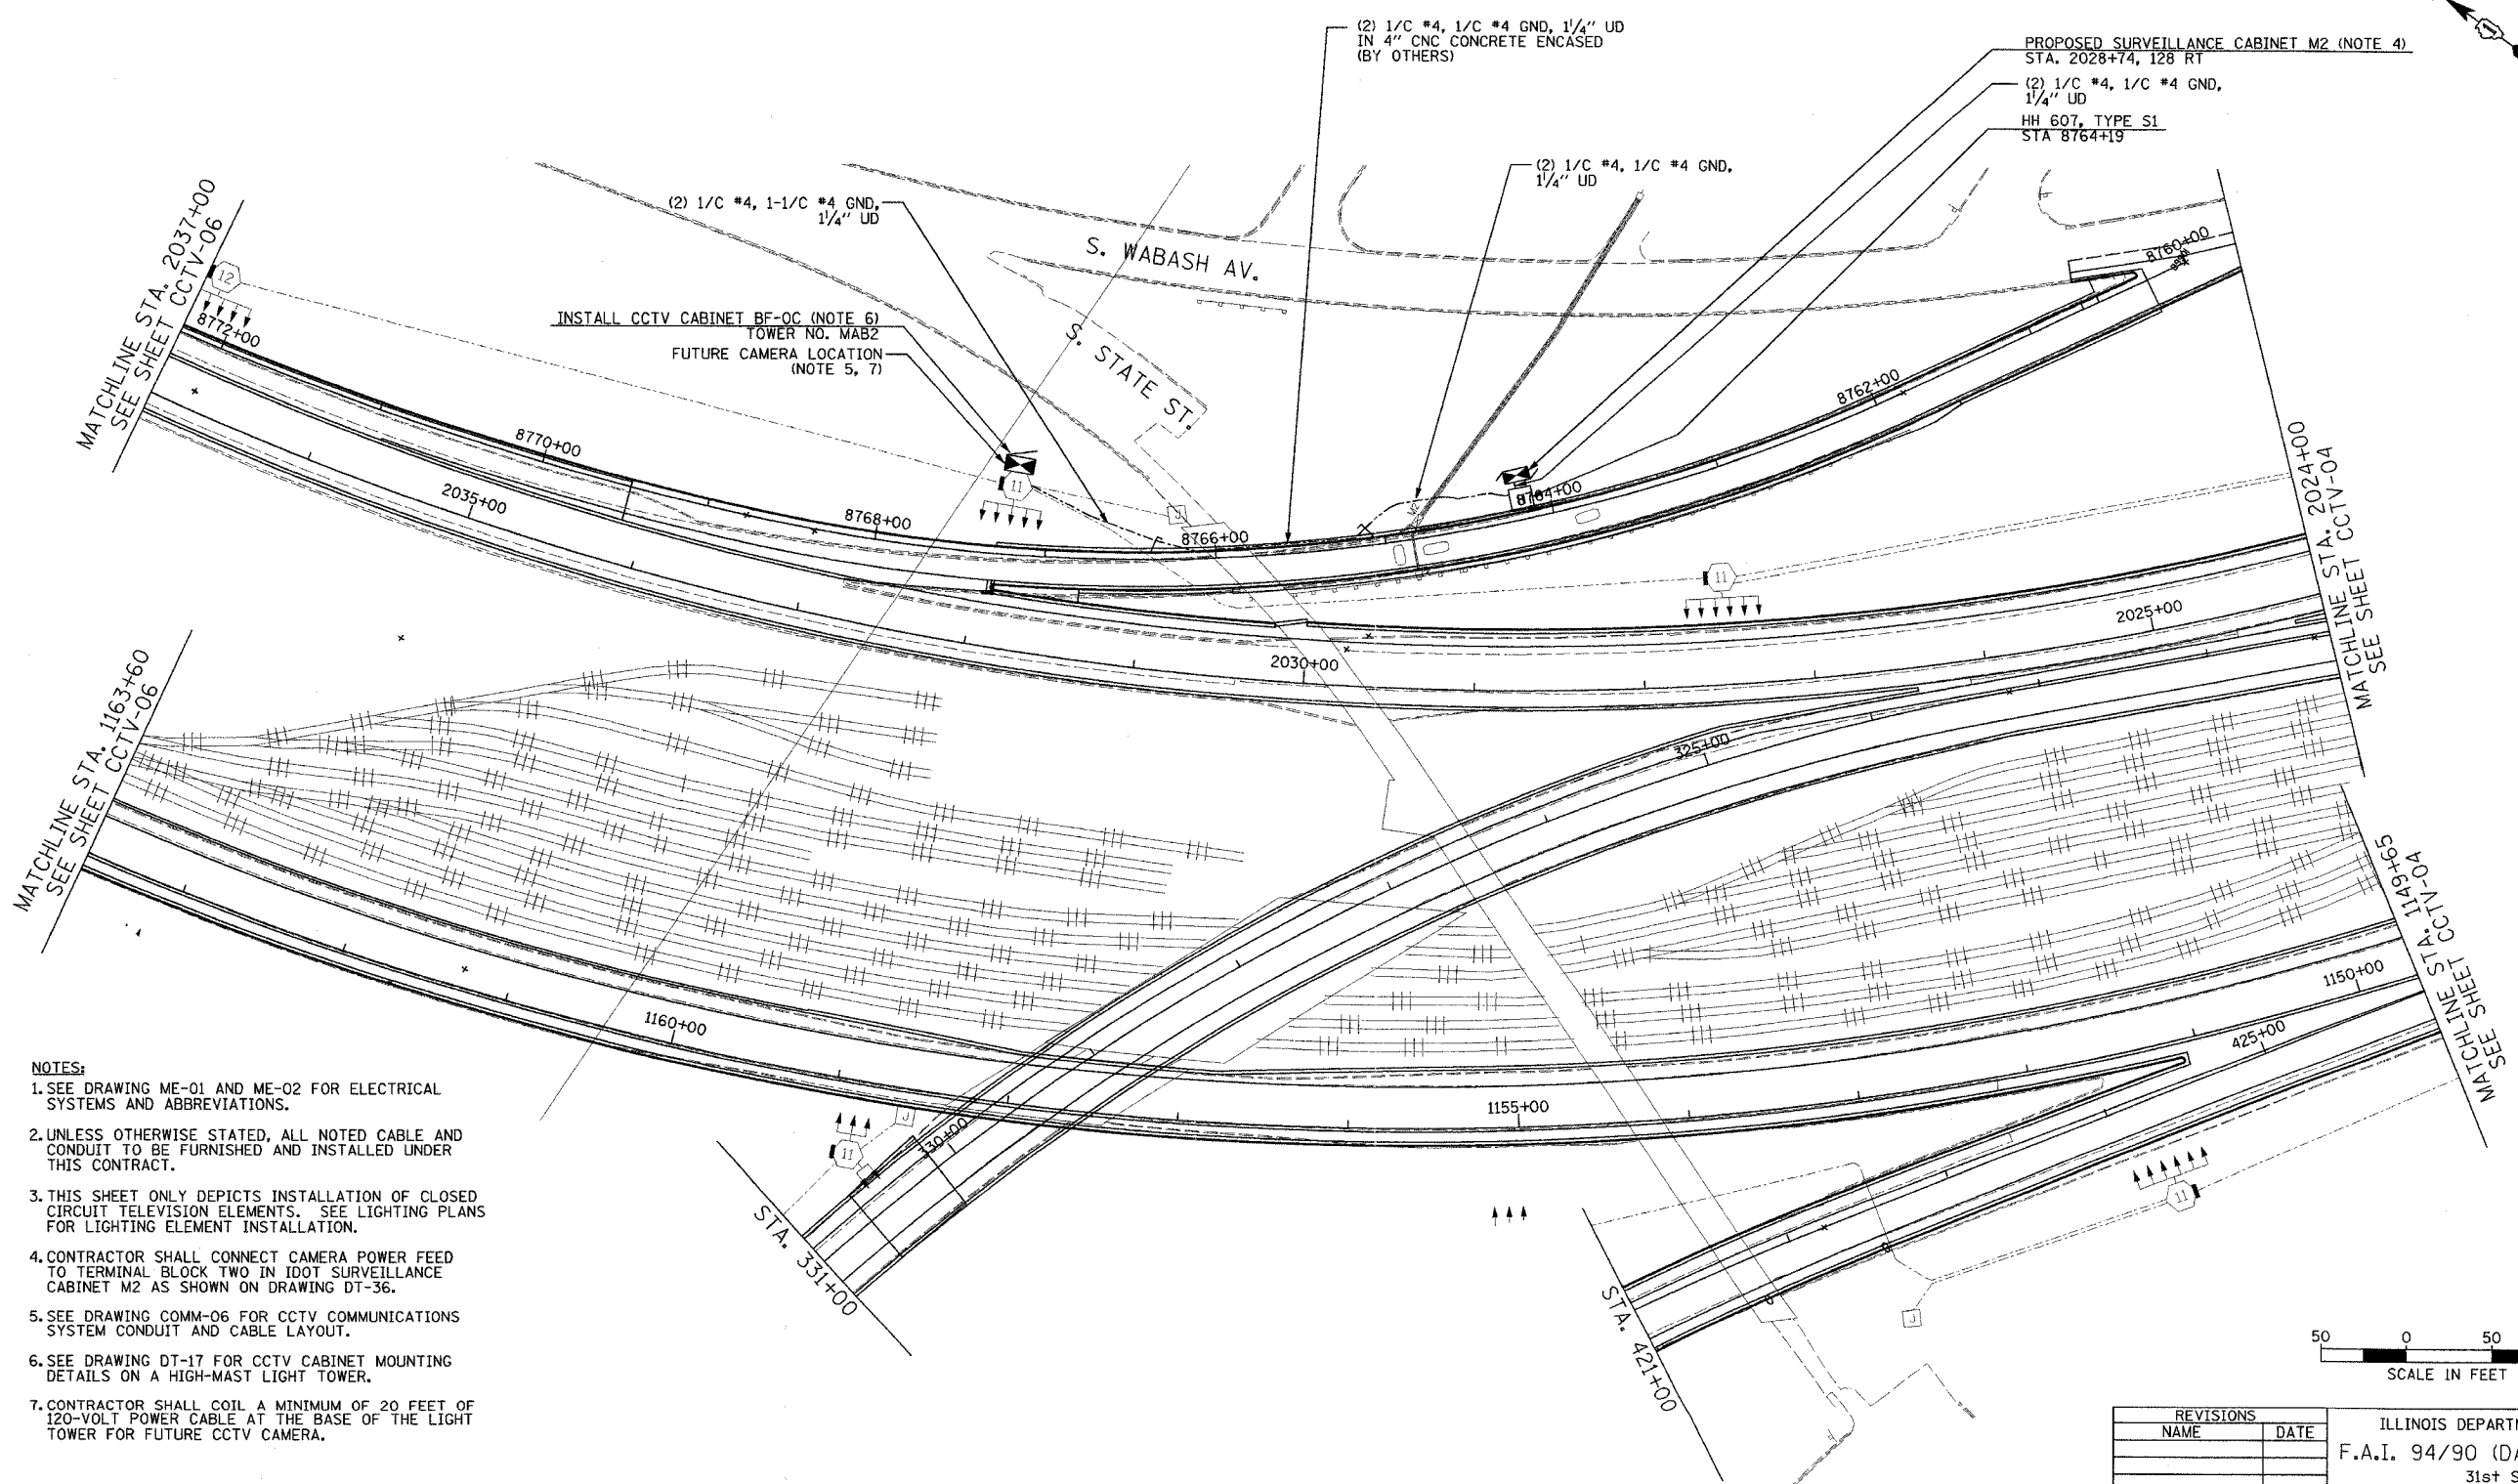 (2) 1/C #4, 1/C #4 GND, 1 1/4" UD
IN 4" CNC CONCRETE ENCASED
(BY OTHERS)
PROPOSED SURVEILLANCE CABINET M2 (NOTE 4)
STA. 2028+74, 128 RT
(2) 1/C #4, 1/C #4 GND,
1 1/4" UD
HH 607, TYPE S1
STA 8764+19
(2) 1/C #4, 1/C #4 GND,
1 1/4" UD
(2) 1/C #4, 1-1/C #4 GND,
1 1/4" UD
INSTALL CCTV CABINET BF-OC (NOTE 6)
TOWER NO. MAB2
FUTURE CAMERA LOCATION
(NOTE 5, 7)
S. WABASH AV.
S. STATE ST.
MATCHLINE STA. 2037+00
SEE SHEET CCTV-06
12
8772+00
8770+00
8768+00
8766+00
8764+00
8762+00
8760+00
11
J
M2
2035+00
2030+00
2025+00
11
MATCHLINE STA. 2024+00
SEE SHEET CCTV-04
325+00
MATCHLINE STA. 1163+60
SEE SHEET CCTV-06
1160+00
1155+00
1150+00
425+00
MATCHLINE STA. 1149+65
SEE SHEET CCTV-04
J
11
330+00
STA. 331+00
11
J
STA. 421+00
NOTES:
1. SEE DRAWING ME-01 AND ME-02 FOR ELECTRICAL
SYSTEMS AND ABBREVIATIONS.
2. UNLESS OTHERWISE STATED, ALL NOTED CABLE AND
CONDUIT TO BE FURNISHED AND INSTALLED UNDER
THIS CONTRACT.
3. THIS SHEET ONLY DEPICTS INSTALLATION OF CLOSED
CIRCUIT TELEVISION ELEMENTS. SEE LIGHTING PLANS
FOR LIGHTING ELEMENT INSTALLATION.
4. CONTRACTOR SHALL CONNECT CAMERA POWER FEED
TO TERMINAL BLOCK TWO IN IDOT SURVEILLANCE
CABINET M2 AS SHOWN ON DRAWING DT-36.
5. SEE DRAWING COMM-06 FOR CCTV COMMUNICATIONS
SYSTEM CONDUIT AND CABLE LAYOUT.
6. SEE DRAWING DT-17 FOR CCTV CABINET MOUNTING
DETAILS ON A HIGH-MAST LIGHT TOWER.
7. CONTRACTOR SHALL COIL A MINIMUM OF 20 FEET OF
120-VOLT POWER CABLE AT THE BASE OF THE LIGHT
TOWER FOR FUTURE CCTV CAMERA.
50 0 50
SCALE IN FEET
REVISIONS
NAME DATE
ILLINOIS DEPART
F.A.I. 94/90 (DA
31st S